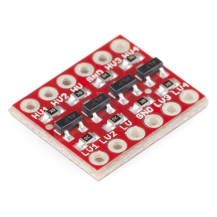 HV1 HV2 HV GND HV3 HV4
LV1 LV2 LV GND LV3 LV4